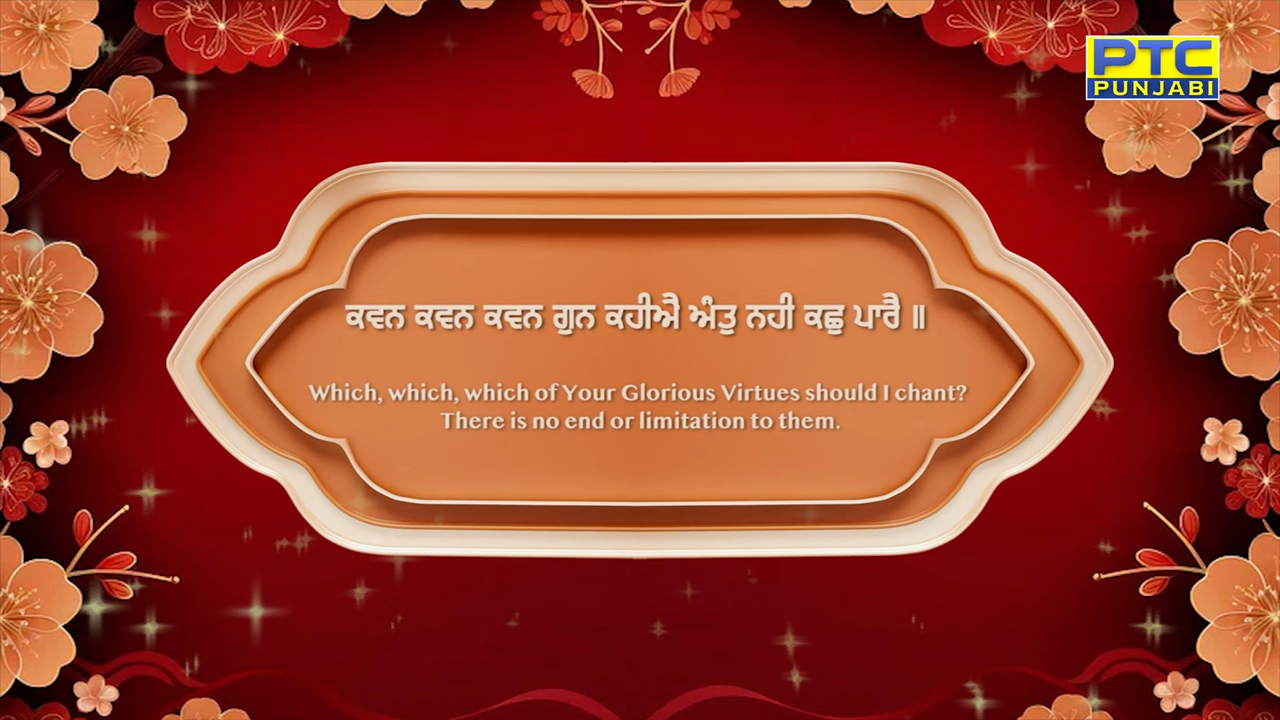 PTC
PUNJABI
ਕਵਨ ਕਵਨ ਕਵਨ ਗੁਨ ਕਹੀਐ ਅੰਤੁ ਨਹੀ ਕਛੁ ਪਾਰੈ ॥
Which, which, which of Your Glorious Virtues should I chant?
There is no end or limitation to them.